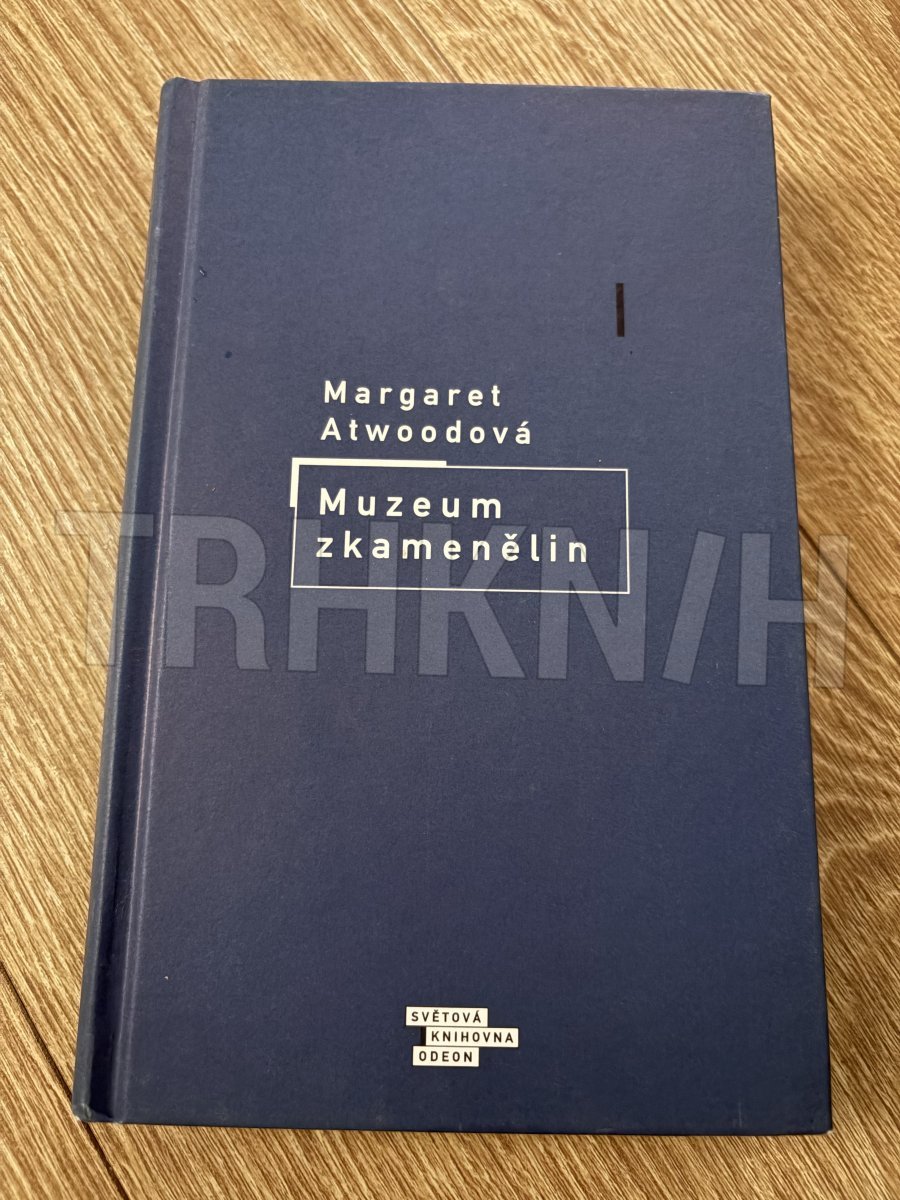 Margaret
Atwoodová
Muzeum
zkamenělin
TRHKNIH
SVĚTOVÁ
KNIHOVNA
ODEON